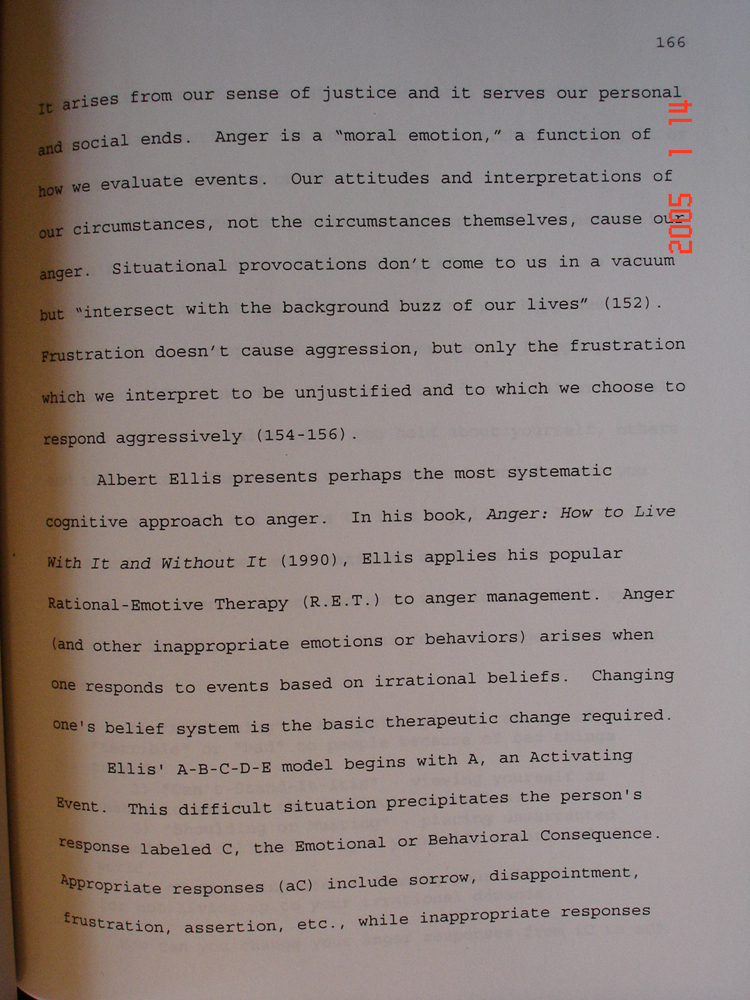 166
It arises from our sense of justice and it serves our personal
and social ends.  Anger is a "moral emotion," a function of
how we evaluate events.  Our attitudes and interpretations of
our circumstances, not the circumstances themselves, cause our
anger.  Situational provocations don't come to us in a vacuum
but "intersect with the background buzz of our lives" (152).
Frustration doesn't cause aggression, but only the frustration
which we interpret to be unjustified and to which we choose to
respond aggressively (154-156).
Albert Ellis presents perhaps the most systematic
cognitive approach to anger.  In his book, Anger: How to Live
With It and Without It (1990), Ellis applies his popular
Rational-Emotive Therapy (R.E.T.) to anger management.  Anger
(and other inappropriate emotions or behaviors) arises when
one responds to events based on irrational beliefs.  Changing
one's belief system is the basic therapeutic change required.
Ellis' A-B-C-D-E model begins with A, an Activating
Event.  This difficult situation precipitates the person's
response labeled C, the Emotional or Behavioral Consequence.
Appropriate responses (aC) include sorrow, disappointment,
frustration, assertion, etc., while inappropriate responses
2005 1 14